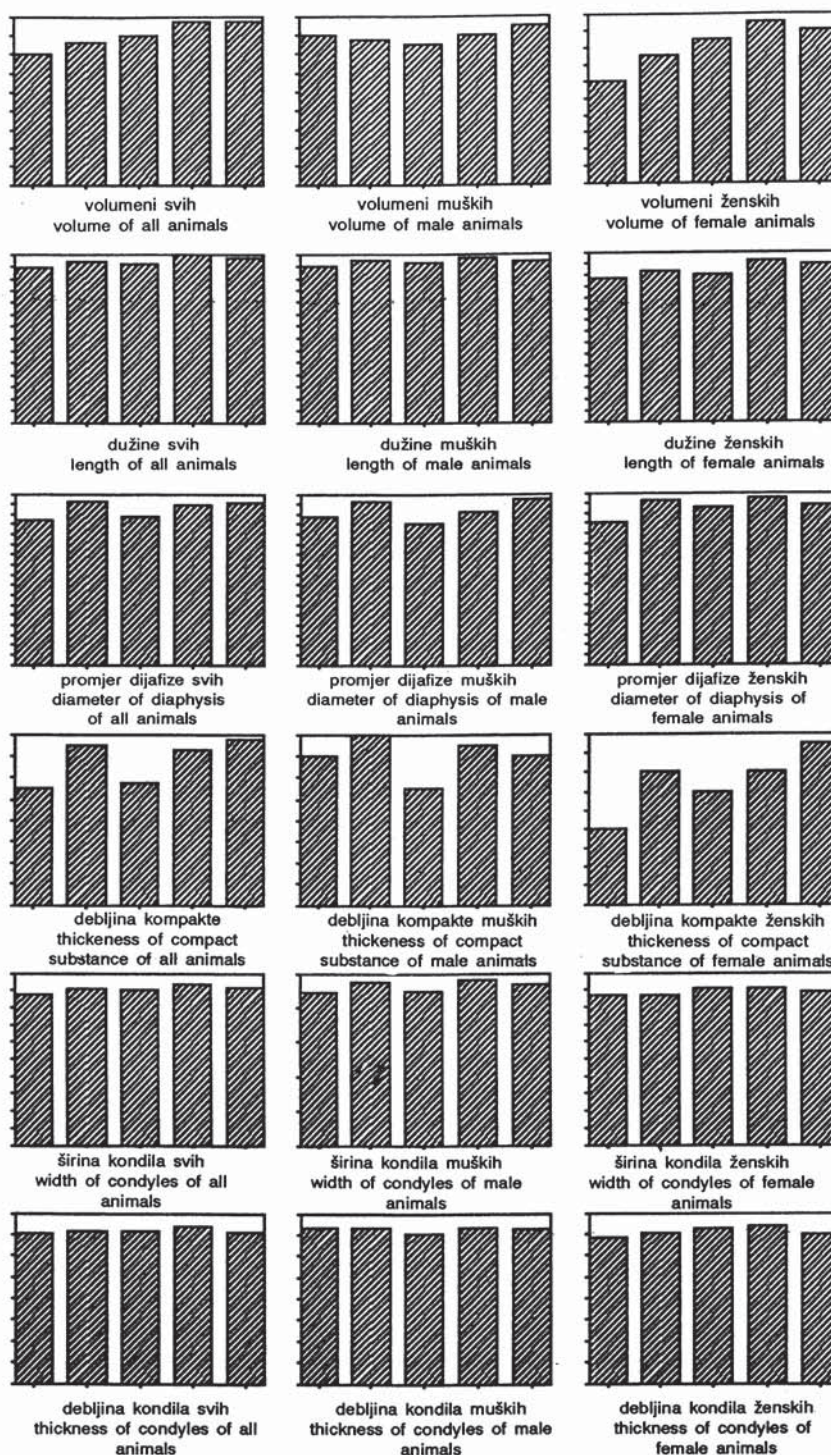 volumeni svih
volume of all animals
volumeni muških
volume of male animals
volumeni ženskih
volume of female animals
dužine svih
length of all animals
dužine muških
length of male animals
dužine ženskih
length of female animals
promjer dijafize svih
diameter of diaphysis
of all animals
promjer dijafize muških
diameter of diaphysis of male
animals
promjer dijafize ženskih
diameter of diaphysis of
female animals
debljina kompakte
thickeness of compact
substance of all animals
debljina kompakte muških
thickeness of compact
substance of male animals
debljina kompakte ženskih
thickeness of compact
substance of female animals
širina kondila svih
width of condyles of all
animals
širina kondila muških
width of condyles of male
animals
širina kondila ženskih
width of condyles of female
animals
debljina kondila svih
thickness of condyles of all
animals
debljina kondila muških
thickness of condyles of male
animals
debljina kondila ženskih
thickness of condyles of
female animals